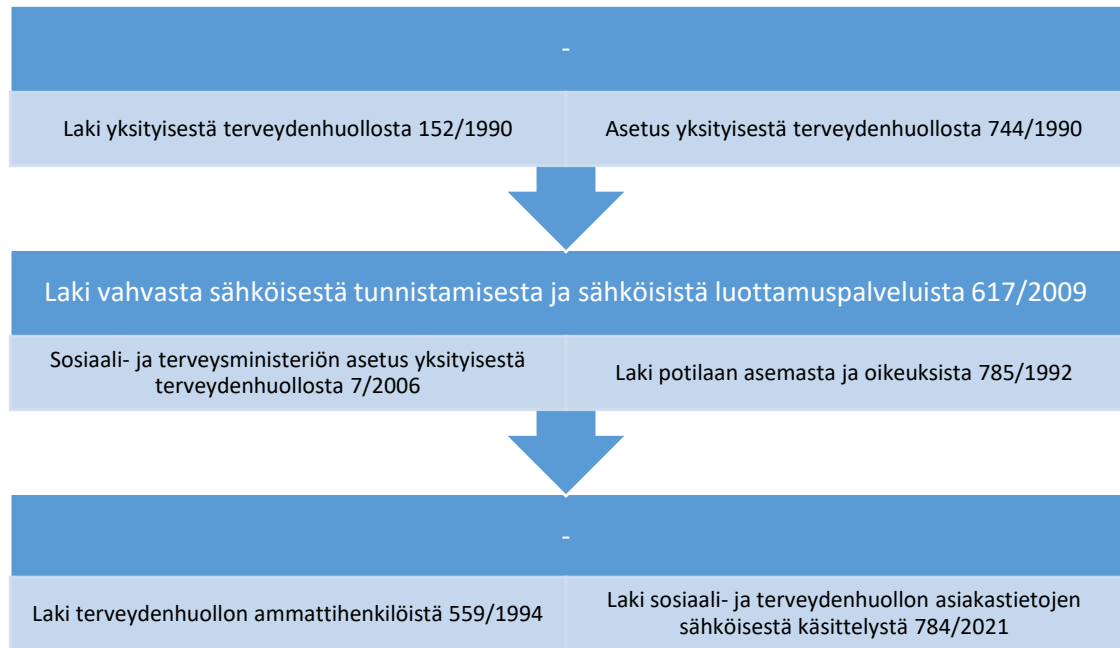 -
Laki yksityisestä terveydenhuollosta 152/1990
Asetus yksityisestä terveydenhuollosta 744/1990
Laki vahvasta sähköisestä tunnistamisesta ja sähköisistä luottamuspalveluista 617/2009
Sosiaali- ja terveysministeriön asetus yksityisestä
terveydenhuollosta 7/2006
Laki potilaan asemasta ja oikeuksista 785/1992
-
Laki terveydenhuollon ammattihenkilöistä 559/1994
Laki sosiaali- ja terveydenhuollon asiakastietojen
sähköisestä käsittelystä 784/2021